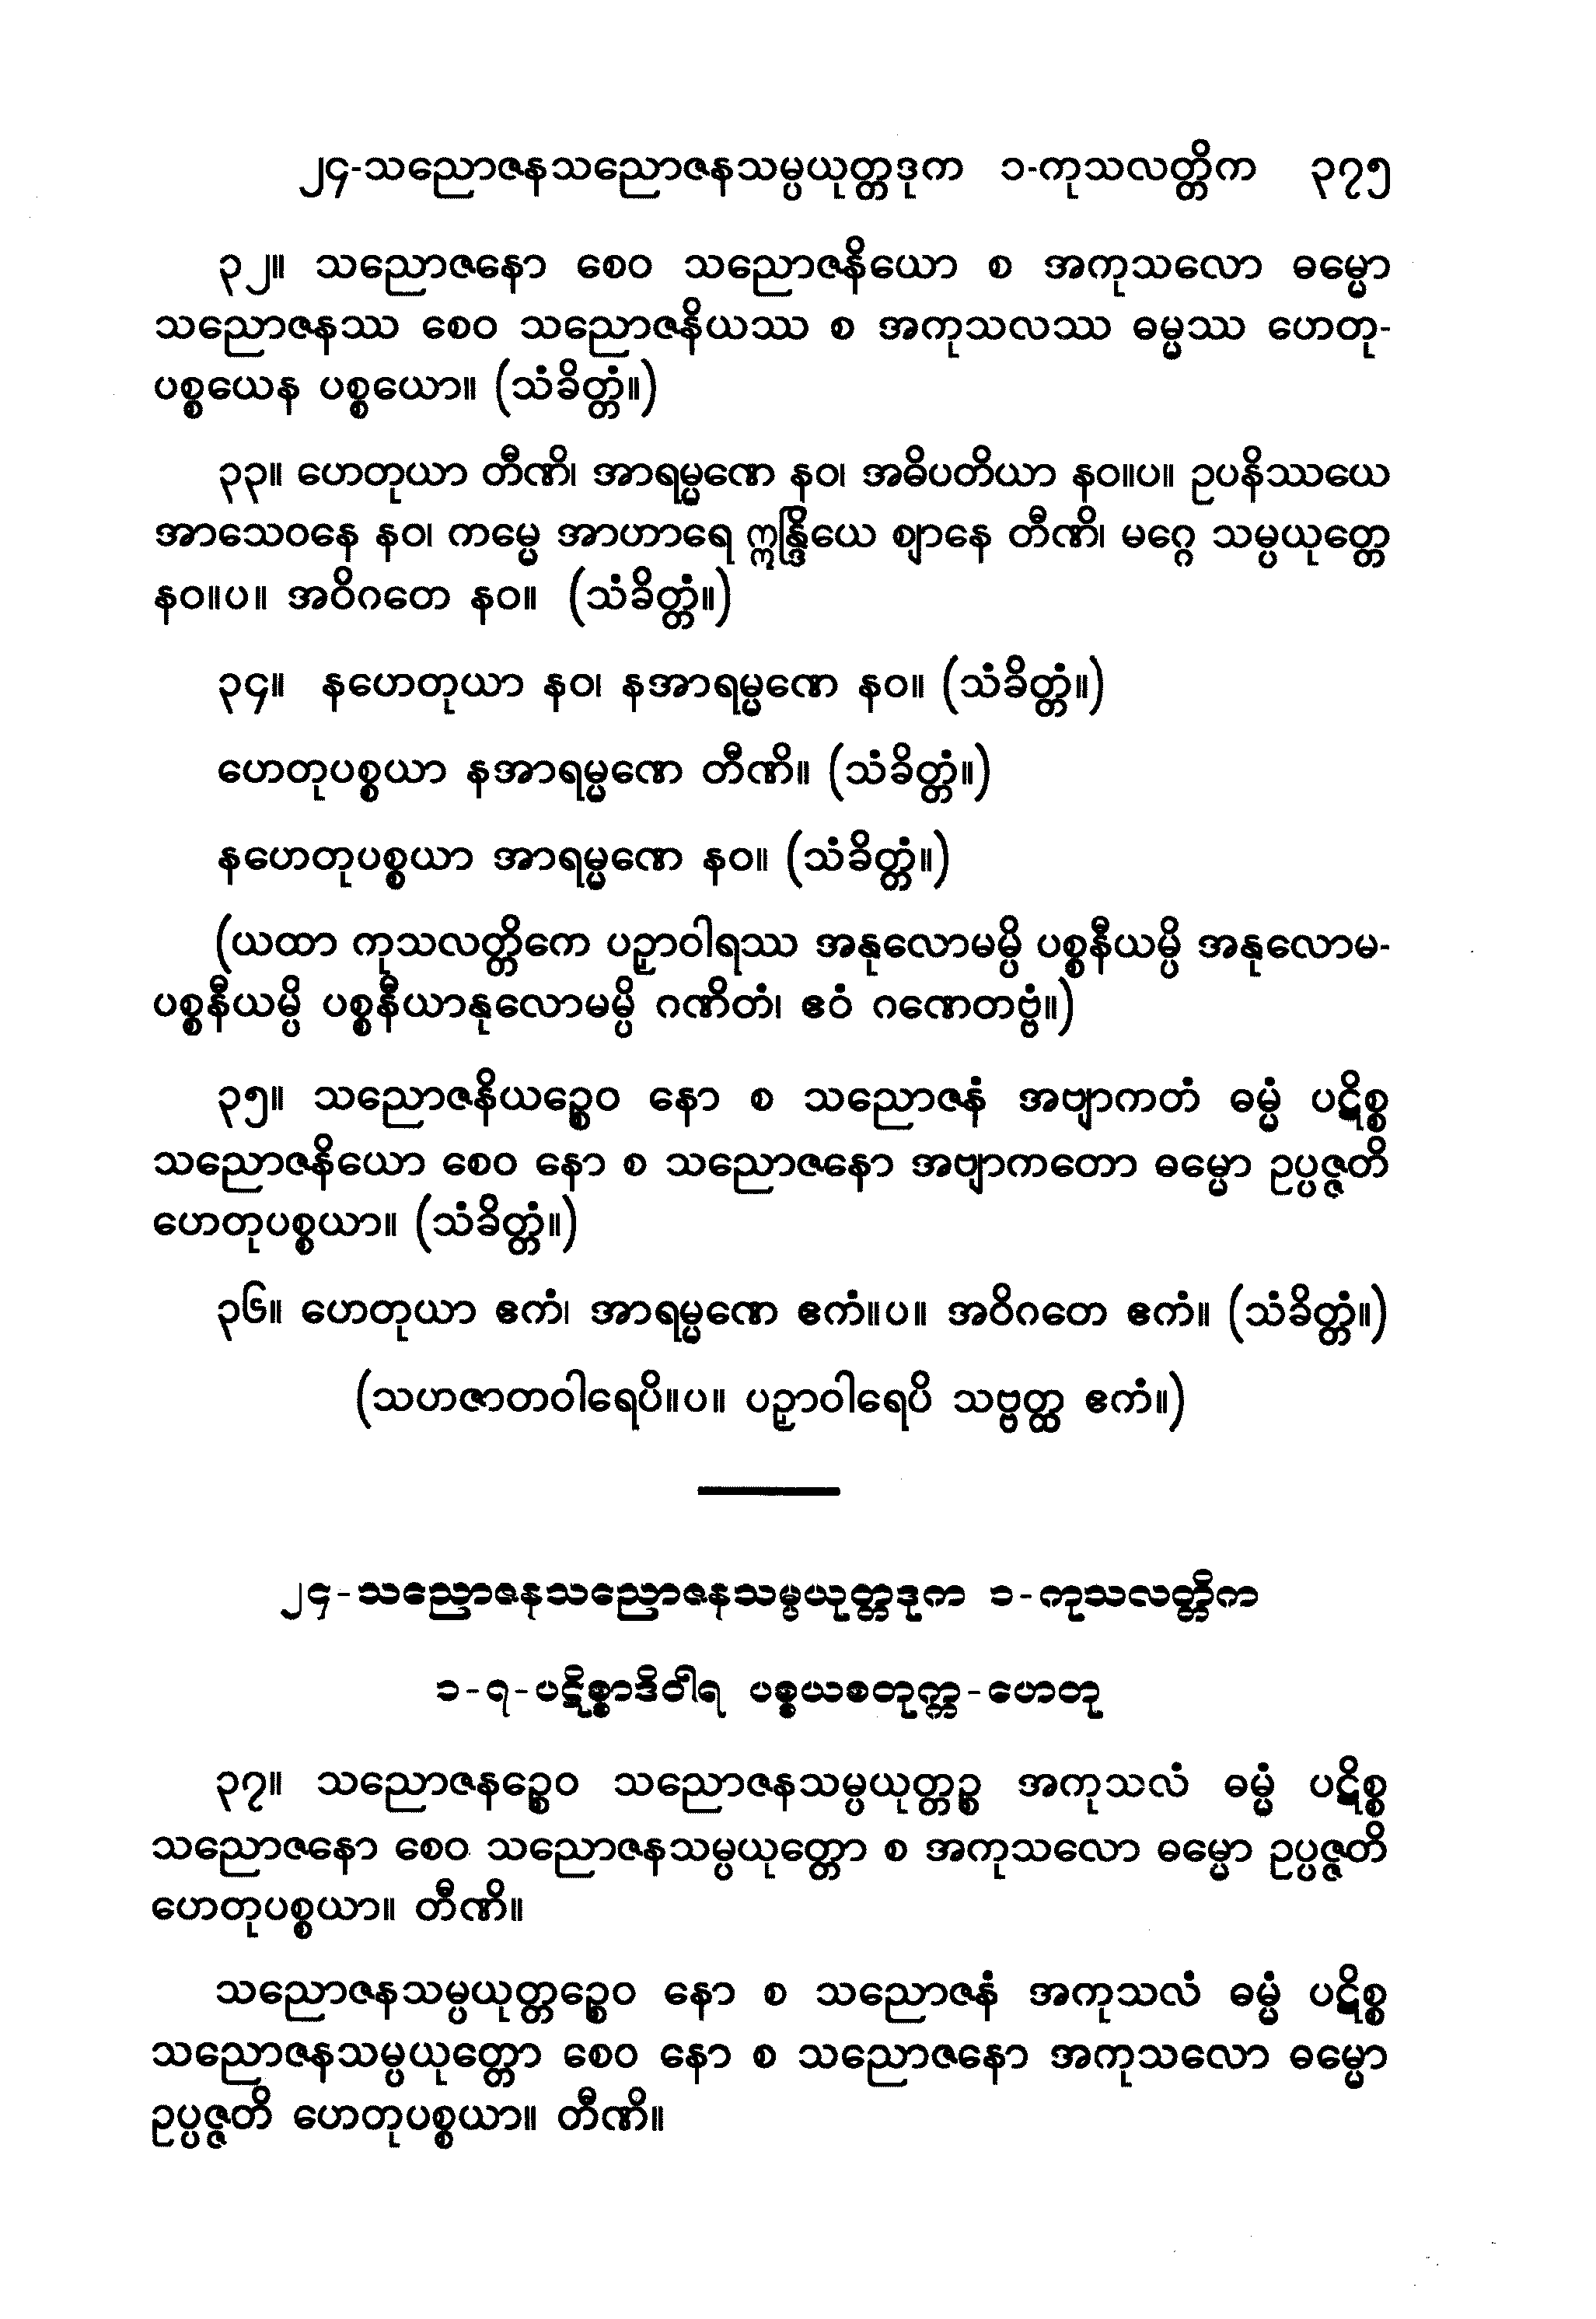 ၂၄-သညောဇနသညောဇနသမ္ပယုတ္တဒုက ၁-ကုသလတ္တိက ၃၇၅
၃၂။ သညောဇနော စေဝ သညောဇနိယော စ အကုသလော ဓမ္မော
သညောဇနဿ စေဝ သညောဇနိယဿ စ အကုသလဿ ဓမ္မဿ ဟေတု-
ပစ္စယေန ပစ္စယော။ (သံခိတ္တံ။)
၃၃။ ဟေတုယာ တီဏိ၊ အာရမ္မဏေ နဝ၊ အဓိပတိယာ နဝ။ပ။ ဥပနိဿယေ
အာသေဝနေ နဝ၊ ကမ္မေ အာဟာရေ ဣန္ဒြိယေ ဈာနေ တီဏိ၊ မဂ္ဂေ သမ္ပယုတ္တေ
နဝ။ပ။ အဝိဂတေ နဝ။ (သံခိတ္တံ။)
၃၄။ နဟေတုယာ နဝ၊ နအာရမ္မဏေ နဝ။ (သံခိတ္တံ။)
ဟေတုပစ္စယာ နအာရမ္မဏေ တီဏိ။ (သံခိတ္တံ။)
နဟေတုပစ္စယာ အာရမ္မဏေ နဝ။ (သံခိတ္တံ။)
(ယထာ ကုသလတ္တိကေ ပဉှာဝါရဿ အနုလောမမ္ပိ ပစ္စနီယမ္ပိ အနုလောမ-
ပစ္စနီယမ္ပိ ပစ္စနီယာနုလောမမ္ပိ ဂဏိတံ၊ ဧဝံ ဂဏေတဗ္ဗံ။)
၃၅။ သညောဇနိယဉ္စေဝ နော စ သညောဇနံ အဗျာကတံ ဓမ္မံ ပဋိစ္စ
သညောဇနိယော စေဝ နော စ သညောဇနော အဗျာကတော ဓမ္မော ဥပ္ပဇ္ဇတိ
ဟေတုပစ္စယာ။ (သံခိတ္တံ။)
၃၆။ ဟေတုယာ ဧကံ၊ အာရမ္မဏေ ဧကံ။ပ။ အဝိဂတေ ဧကံ။ (သံခိတ္တံ။)
(သဟဇာတဝါရေပိ။ပ။ ပဉှာဝါရေပိ သဗ္ဗတ္ထ ဧကံ။)
၂၄-သညောဇနသညောဇနသမ္ပယုတ္တဒုက ၁-ကုသလတ္တိက
၁-၇-ပဋိစ္စာဒိဝါရ ပစ္စယစတုက္က-ဟေတု
၃၇။ သညောဇနဉ္စေဝ သညောဇနသမ္ပယုတ္တဉ္စ အကုသလံ ဓမ္မံ ပဋိစ္စ
သညောဇနော စေဝ သညောဇနသမ္ပယုတ္တော စ အကုသလော ဓမ္မော ဥပ္ပဇ္ဇတိ
ဟေတုပစ္စယာ။ တီဏိ။
သညောဇနသမ္ပယုတ္တဉ္စေဝ နော စ သညောဇနံ အကုသလံ ဓမ္မံ ပဋိစ္စ
သညောဇနသမ္ပယုတ္တော စေဝ နော စ သညောဇနော အကုသလော ဓမ္မော
ဥပ္ပဇ္ဇတိ ဟေတုပစ္စယာ။ တီဏိ။